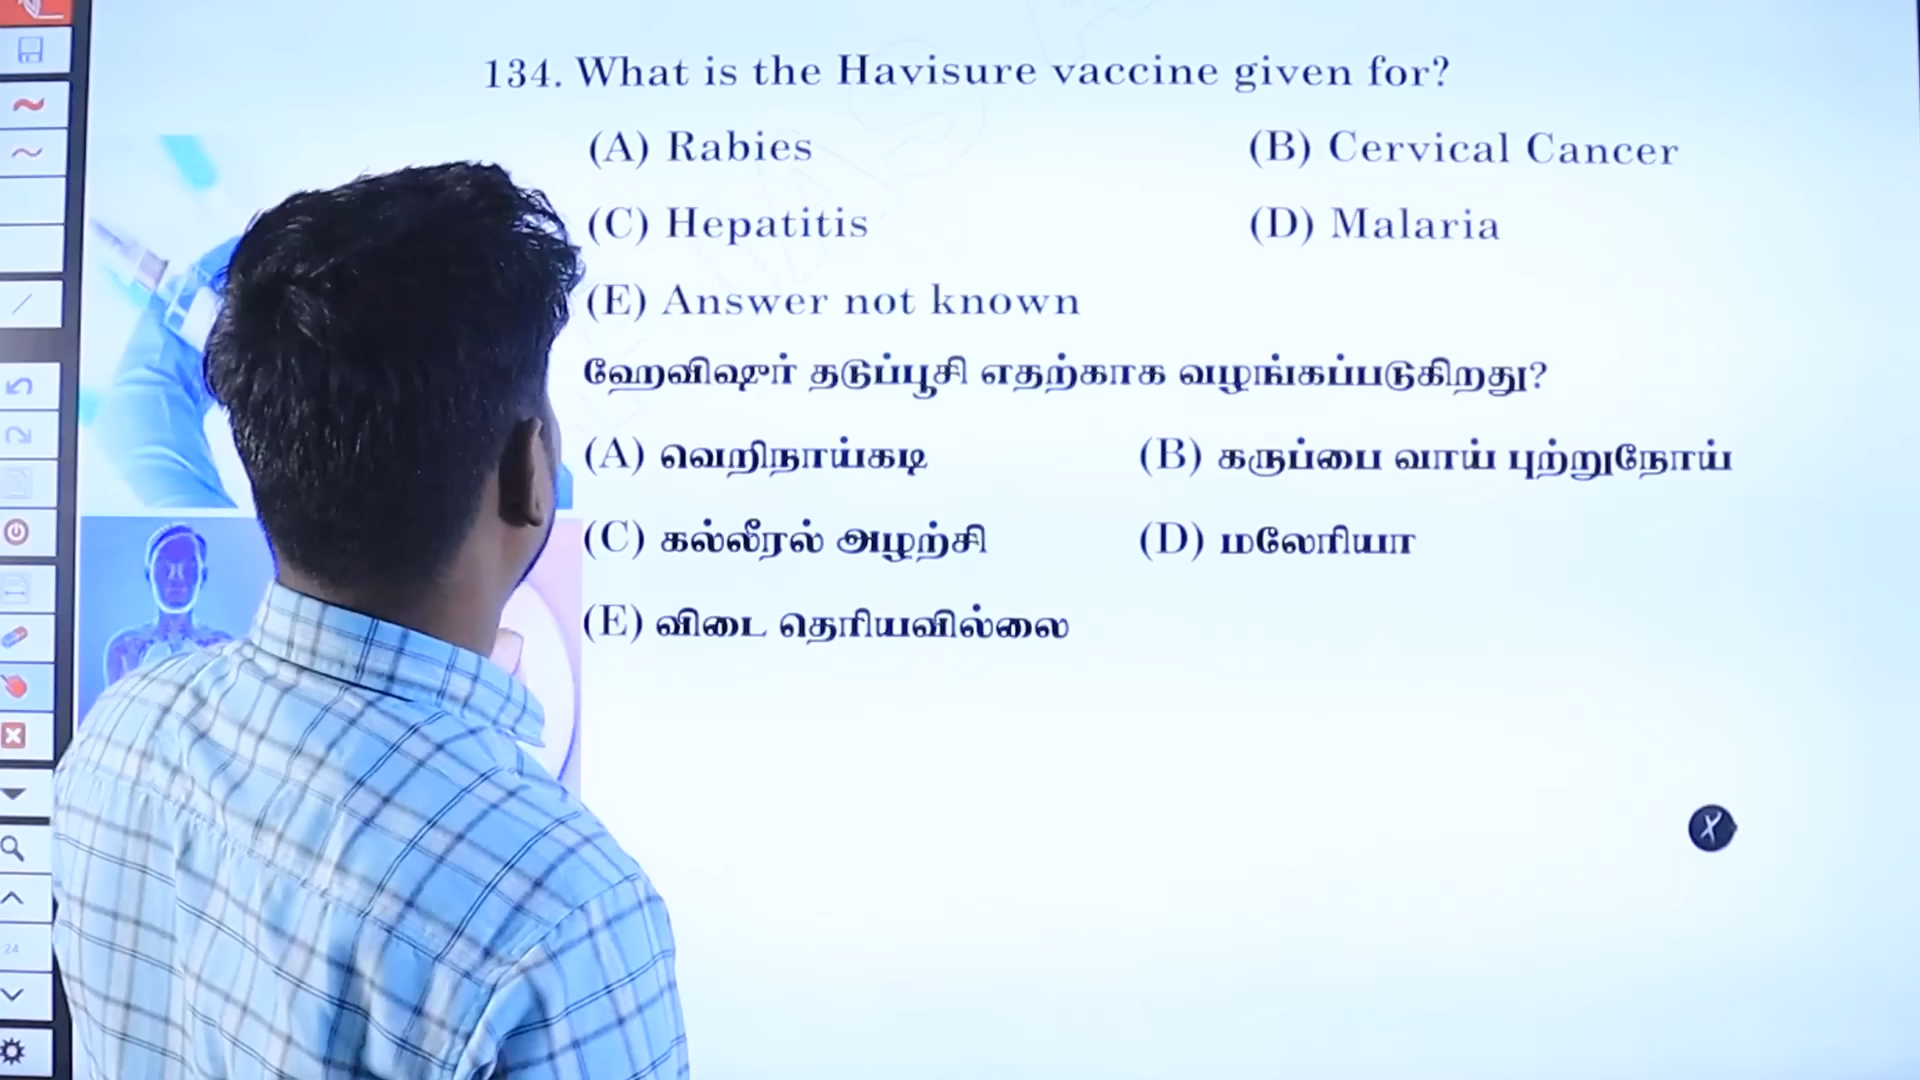 134. What is the Havisure vaccine given for?
(A) Rabies (B) Cervical Cancer
(C) Hepatitis (D) Malaria
(E) Answer not known
ஹேவிஷுர் தடுப்பூசி எதற்காக வழங்கப்படுகிறது?
(A) வெறிநாய்கடி (B) கருப்பை வாய் புற்றுநோய்
(C) கல்லீரல் அழற்சி (D) மலேரியா
(E) விடை தெரியவில்லை
24